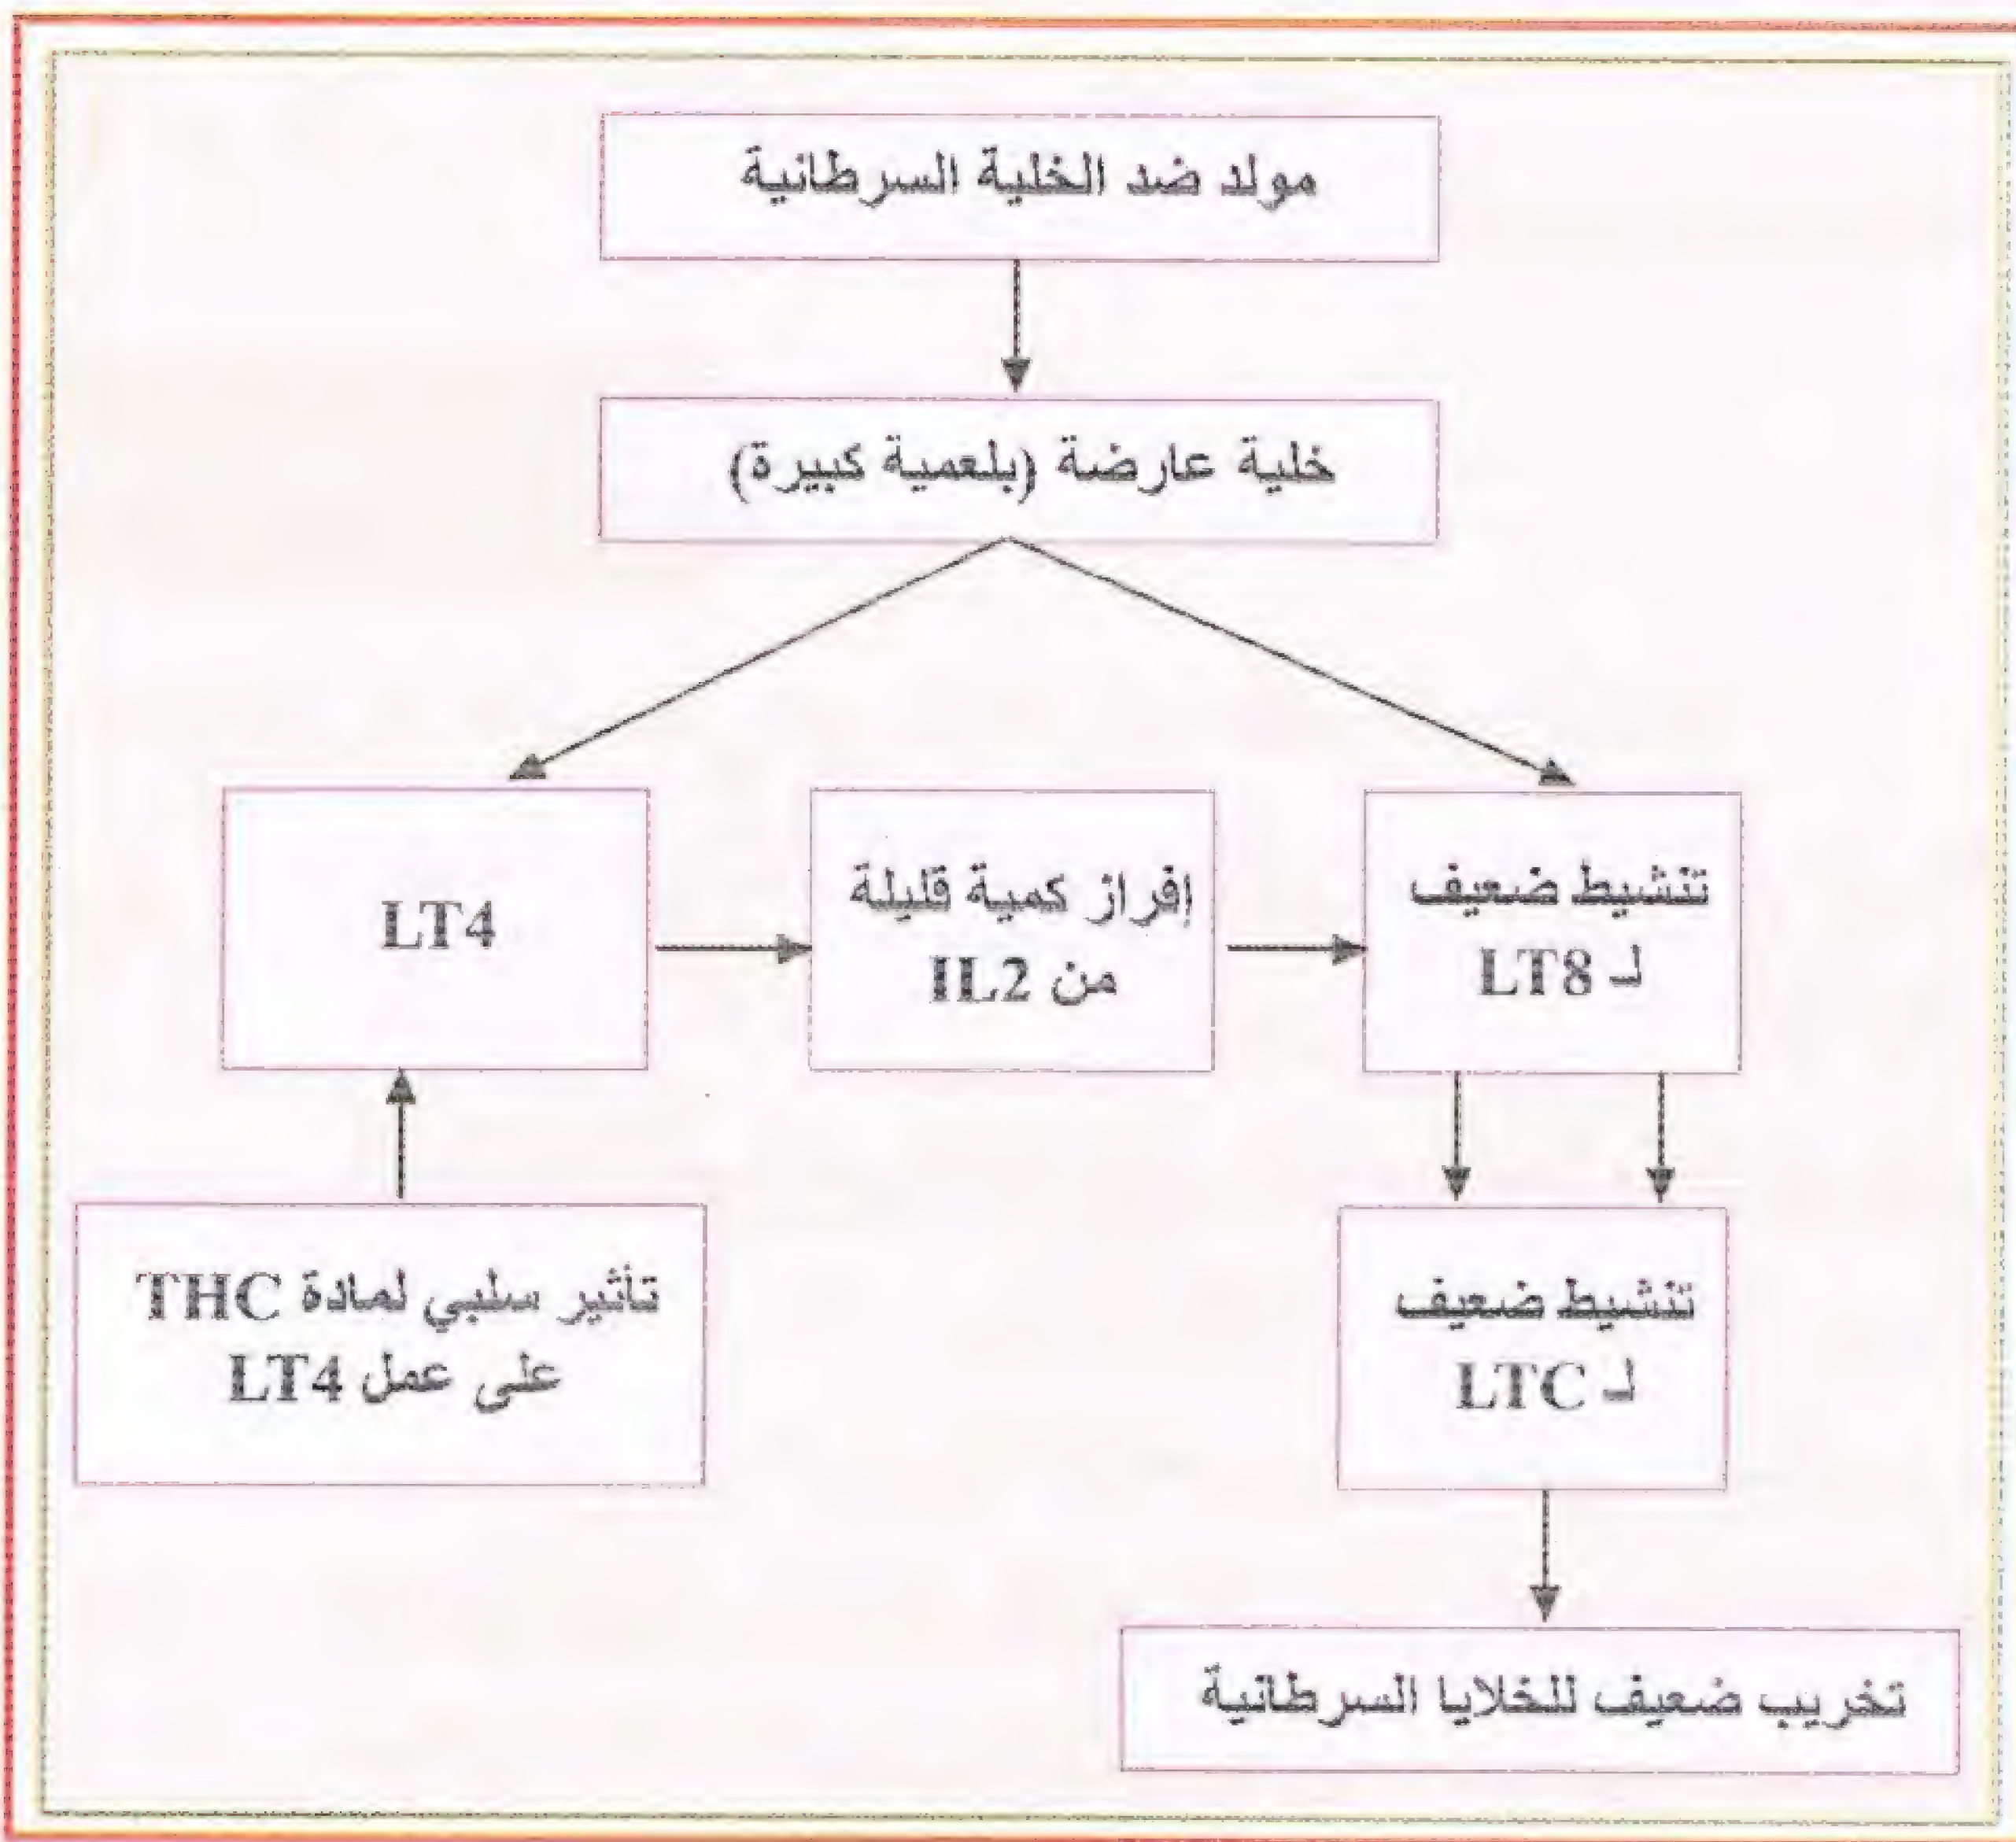 مولد ضد الخلية السرطانية
خلية عارضة (بلعمية كبيرة)
LT4
إفراز كمية قليلة
من IL2
تنشيط ضعيف
لـ LT8
تأثير سلبي لمادة THC
على عمل LT4
تنشيط ضعيف
لـ LTC
تخريب ضعيف للخلايا السرطانية